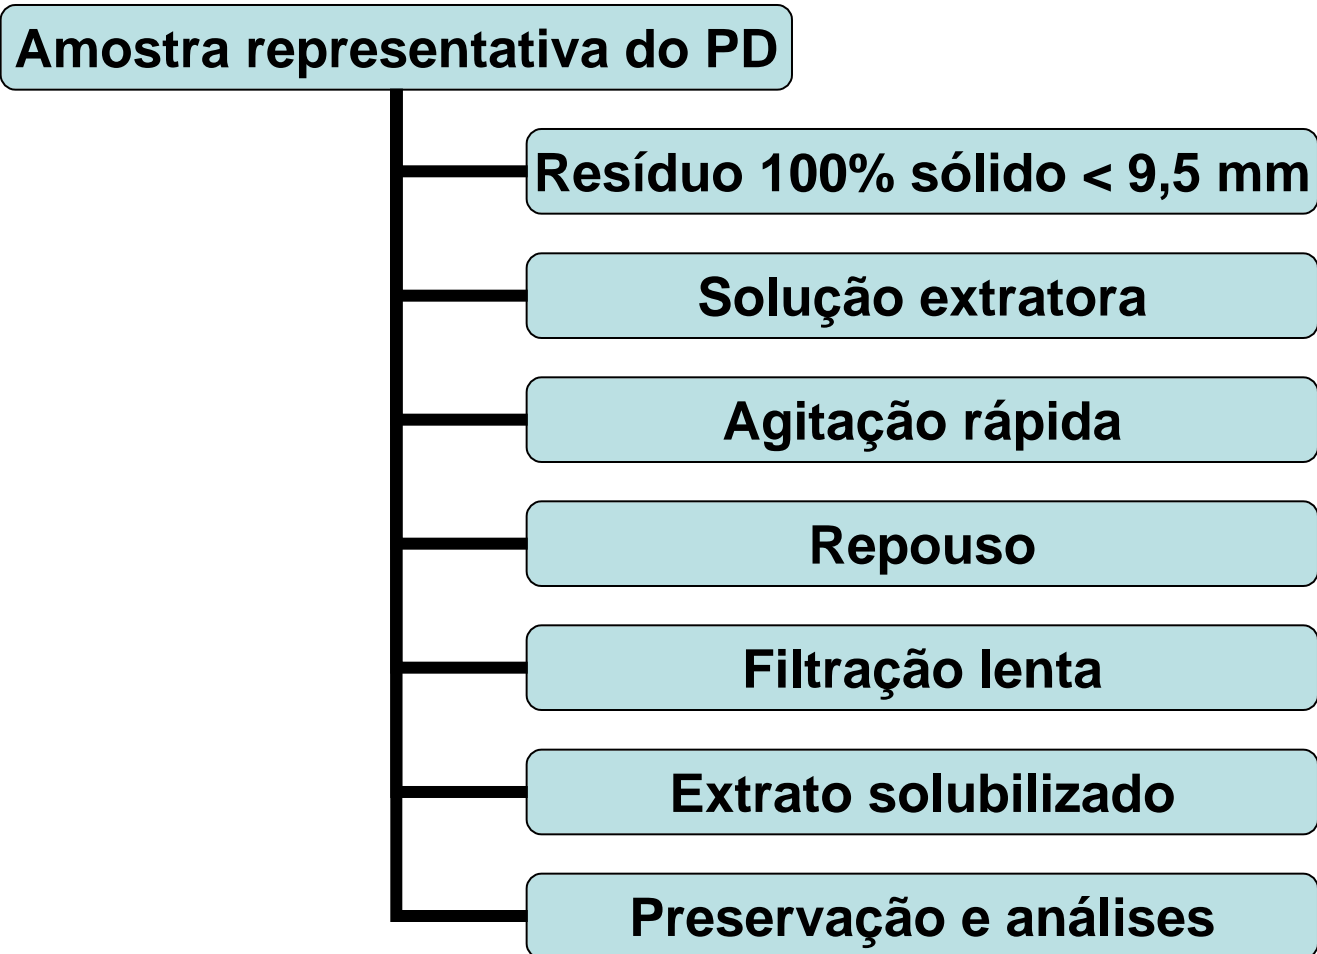 Amostra representativa do PD
Resíduo 100% sólido < 9,5 mm
Solução extratora
Agitação rápida
Repouso
Filtração lenta
Extrato solubilizado
Preservação e análises